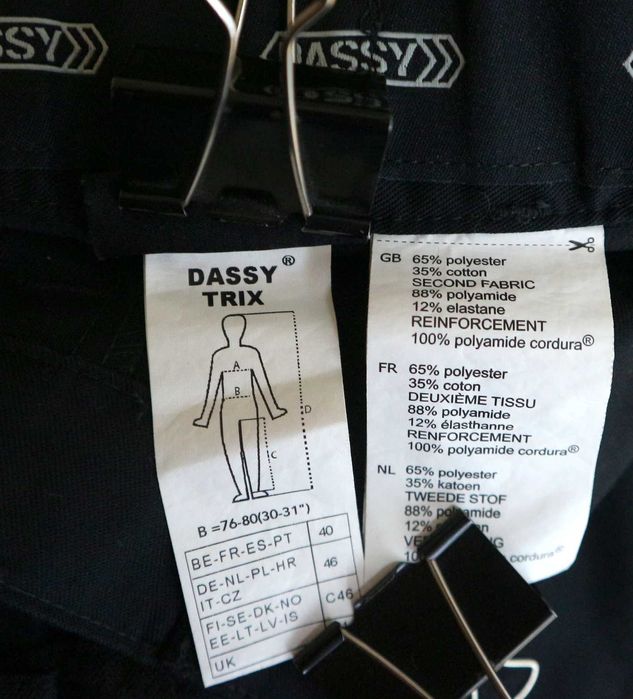 SSY
DASSY
DASSY®
TRIX
A
B
C
D
B =76-80(30-31")
BE-FR-ES-PT 40
DE-NL-PL-HR
IT-CZ 46
FI-SE-DK-NO
EE-LT-LV-IS C46
UK
GB 65% polyester
35% cotton
SECOND FABRIC
88% polyamide
12% elastane
REINFORCEMENT
100% polyamide cordura®
FR 65% polyester
35% coton
DEUXIÈME TISSU
88% polyamide
12% élasthanne
RENFORCEMENT
100% polyamide cordura®
NL 65% polyester
35% katoen
TWEEDE STOF
88% polyamide
12%
cordura®